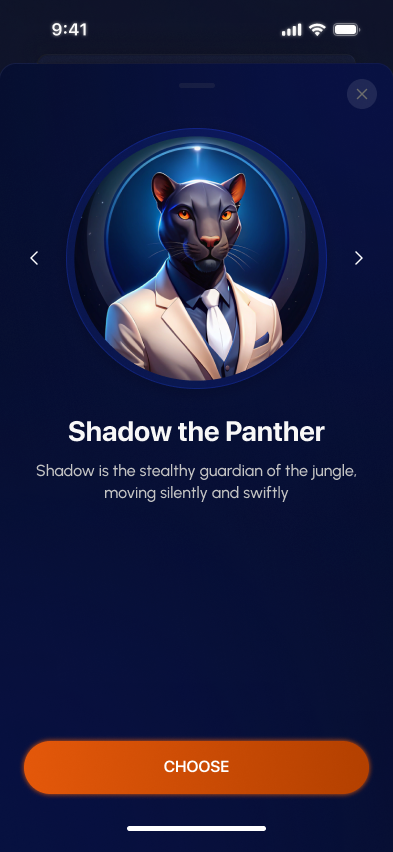 9:41
Shadow the Panther
Shadow is the stealthy guardian of the jungle,
moving silently and swiftly
CHOOSE